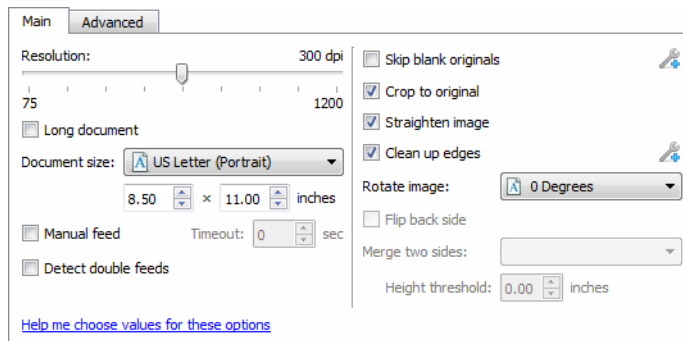 Main Advanced
Resolution: 300 dpi
75 1200
Long document
Document size: US Letter (Portrait)
8.50 × 11.00 inches
Manual feed Timeout: 0 sec
Detect double feeds
Help me choose values for these options
Skip blank originals
Crop to original
Straighten image
Clean up edges
Rotate image: 0 Degrees
Flip back side
Merge two sides:
Height threshold: 0.00 inches